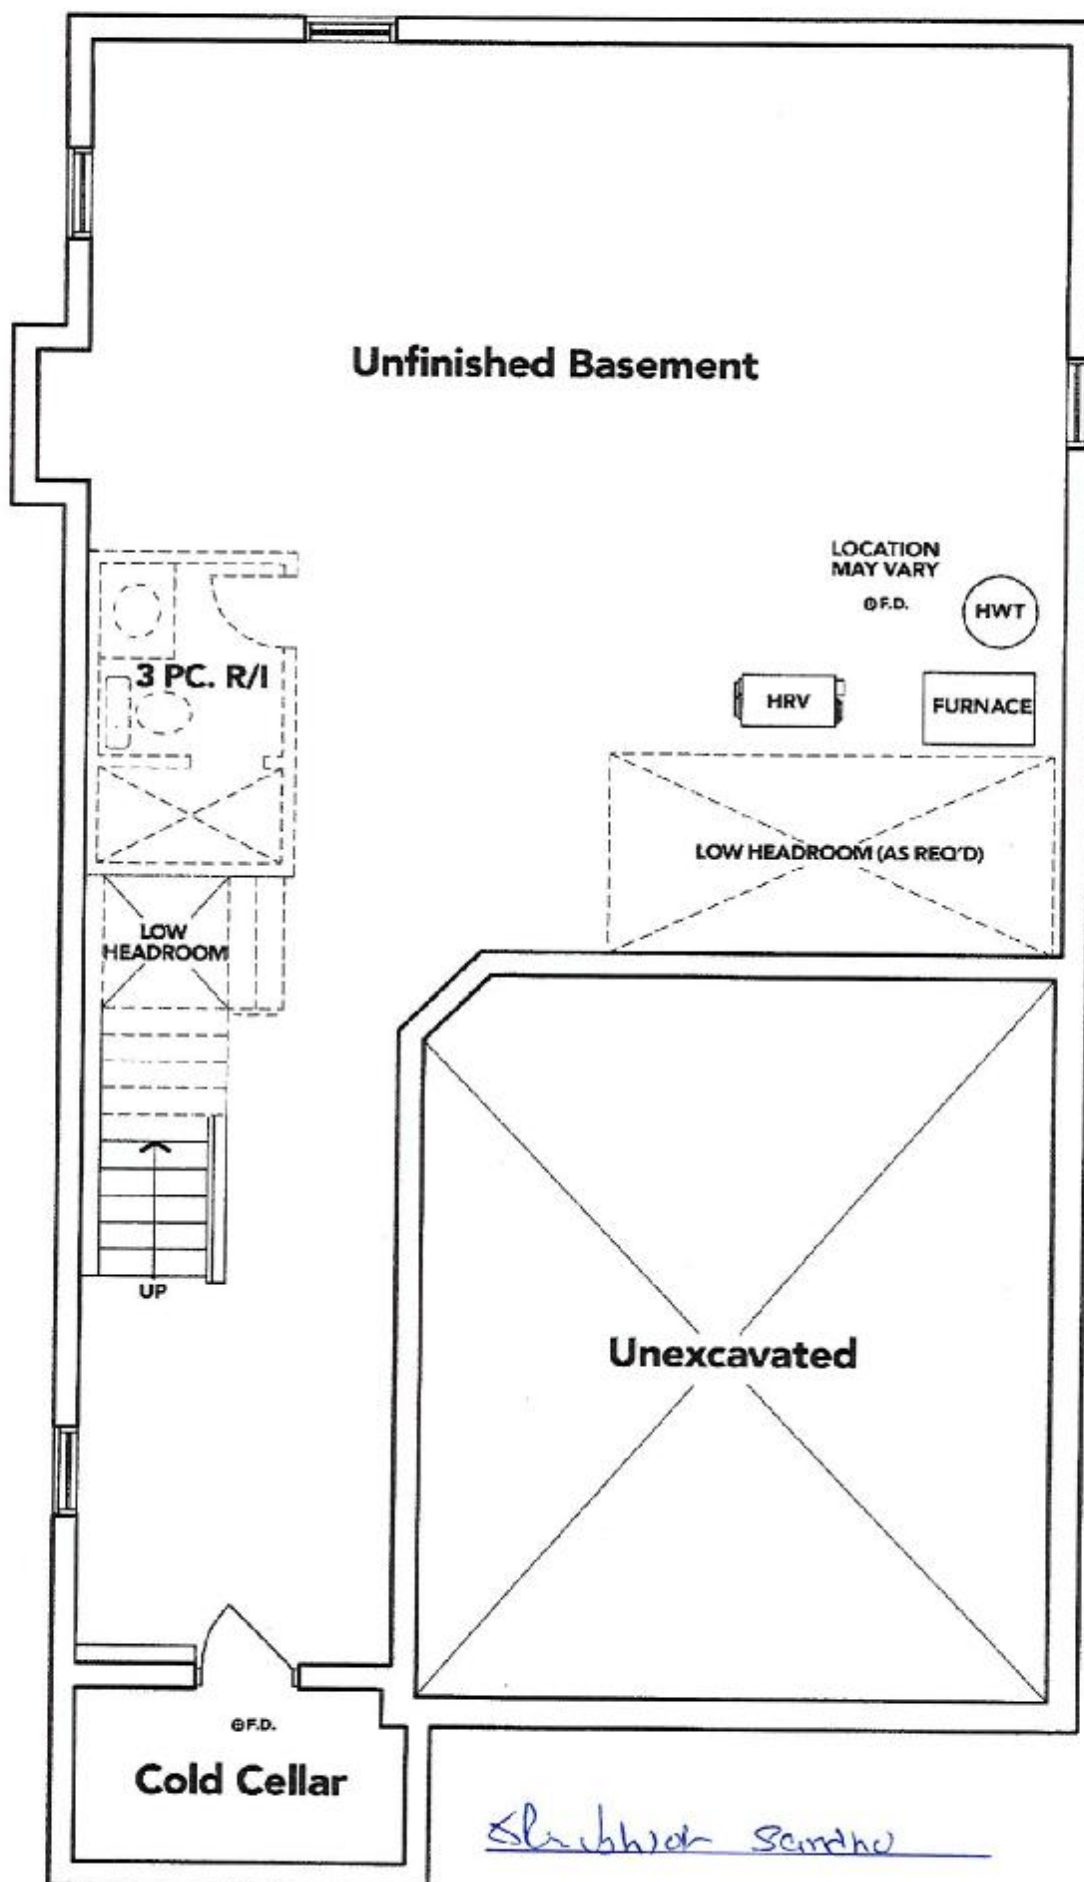 Unfinished Basement
LOCATION
MAY VARY
F.D.
HWT
3 PC. R/I
HRV
FURNACE
LOW HEADROOM (AS REQ'D)
LOW
HEADROOM
UP
Unexcavated
F.D.
Cold Cellar
Sandhu